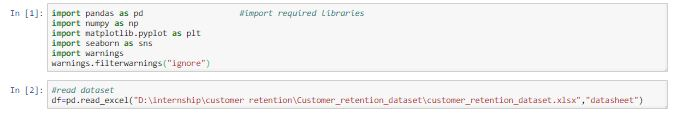 In [1]: import pandas as pd #import required libraries
import numpy as np
import matplotlib.pyplot as plt
import seaborn as sns
import warnings
warnings.filterwarnings("ignore")
In [2]: #read dataset
df=pd.read_excel("D:\internship\customer retention\Customer_retention_dataset\customer_retention_dataset.xlsx","datasheet")